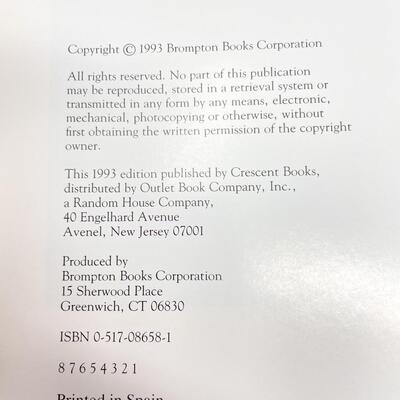 Copyright © 1993 Brompton Books Corporation
All rights reserved. No part of this publication
may be reproduced, stored in a retrieval system or
transmitted in any form by any means, electronic,
mechanical, photocopying or otherwise, without
first obtaining the written permission of the copyright
owner.
This 1993 edition published by Crescent Books,
distributed by Outlet Book Company, Inc.,
a Random House Company,
40 Engelhard Avenue
Avenel, New Jersey 07001
Produced by
Brompton Books Corporation
15 Sherwood Place
Greenwich, CT 06830
ISBN 0-517-08658-1
8 7 6 5 4 3 2 1
Printed in Spain